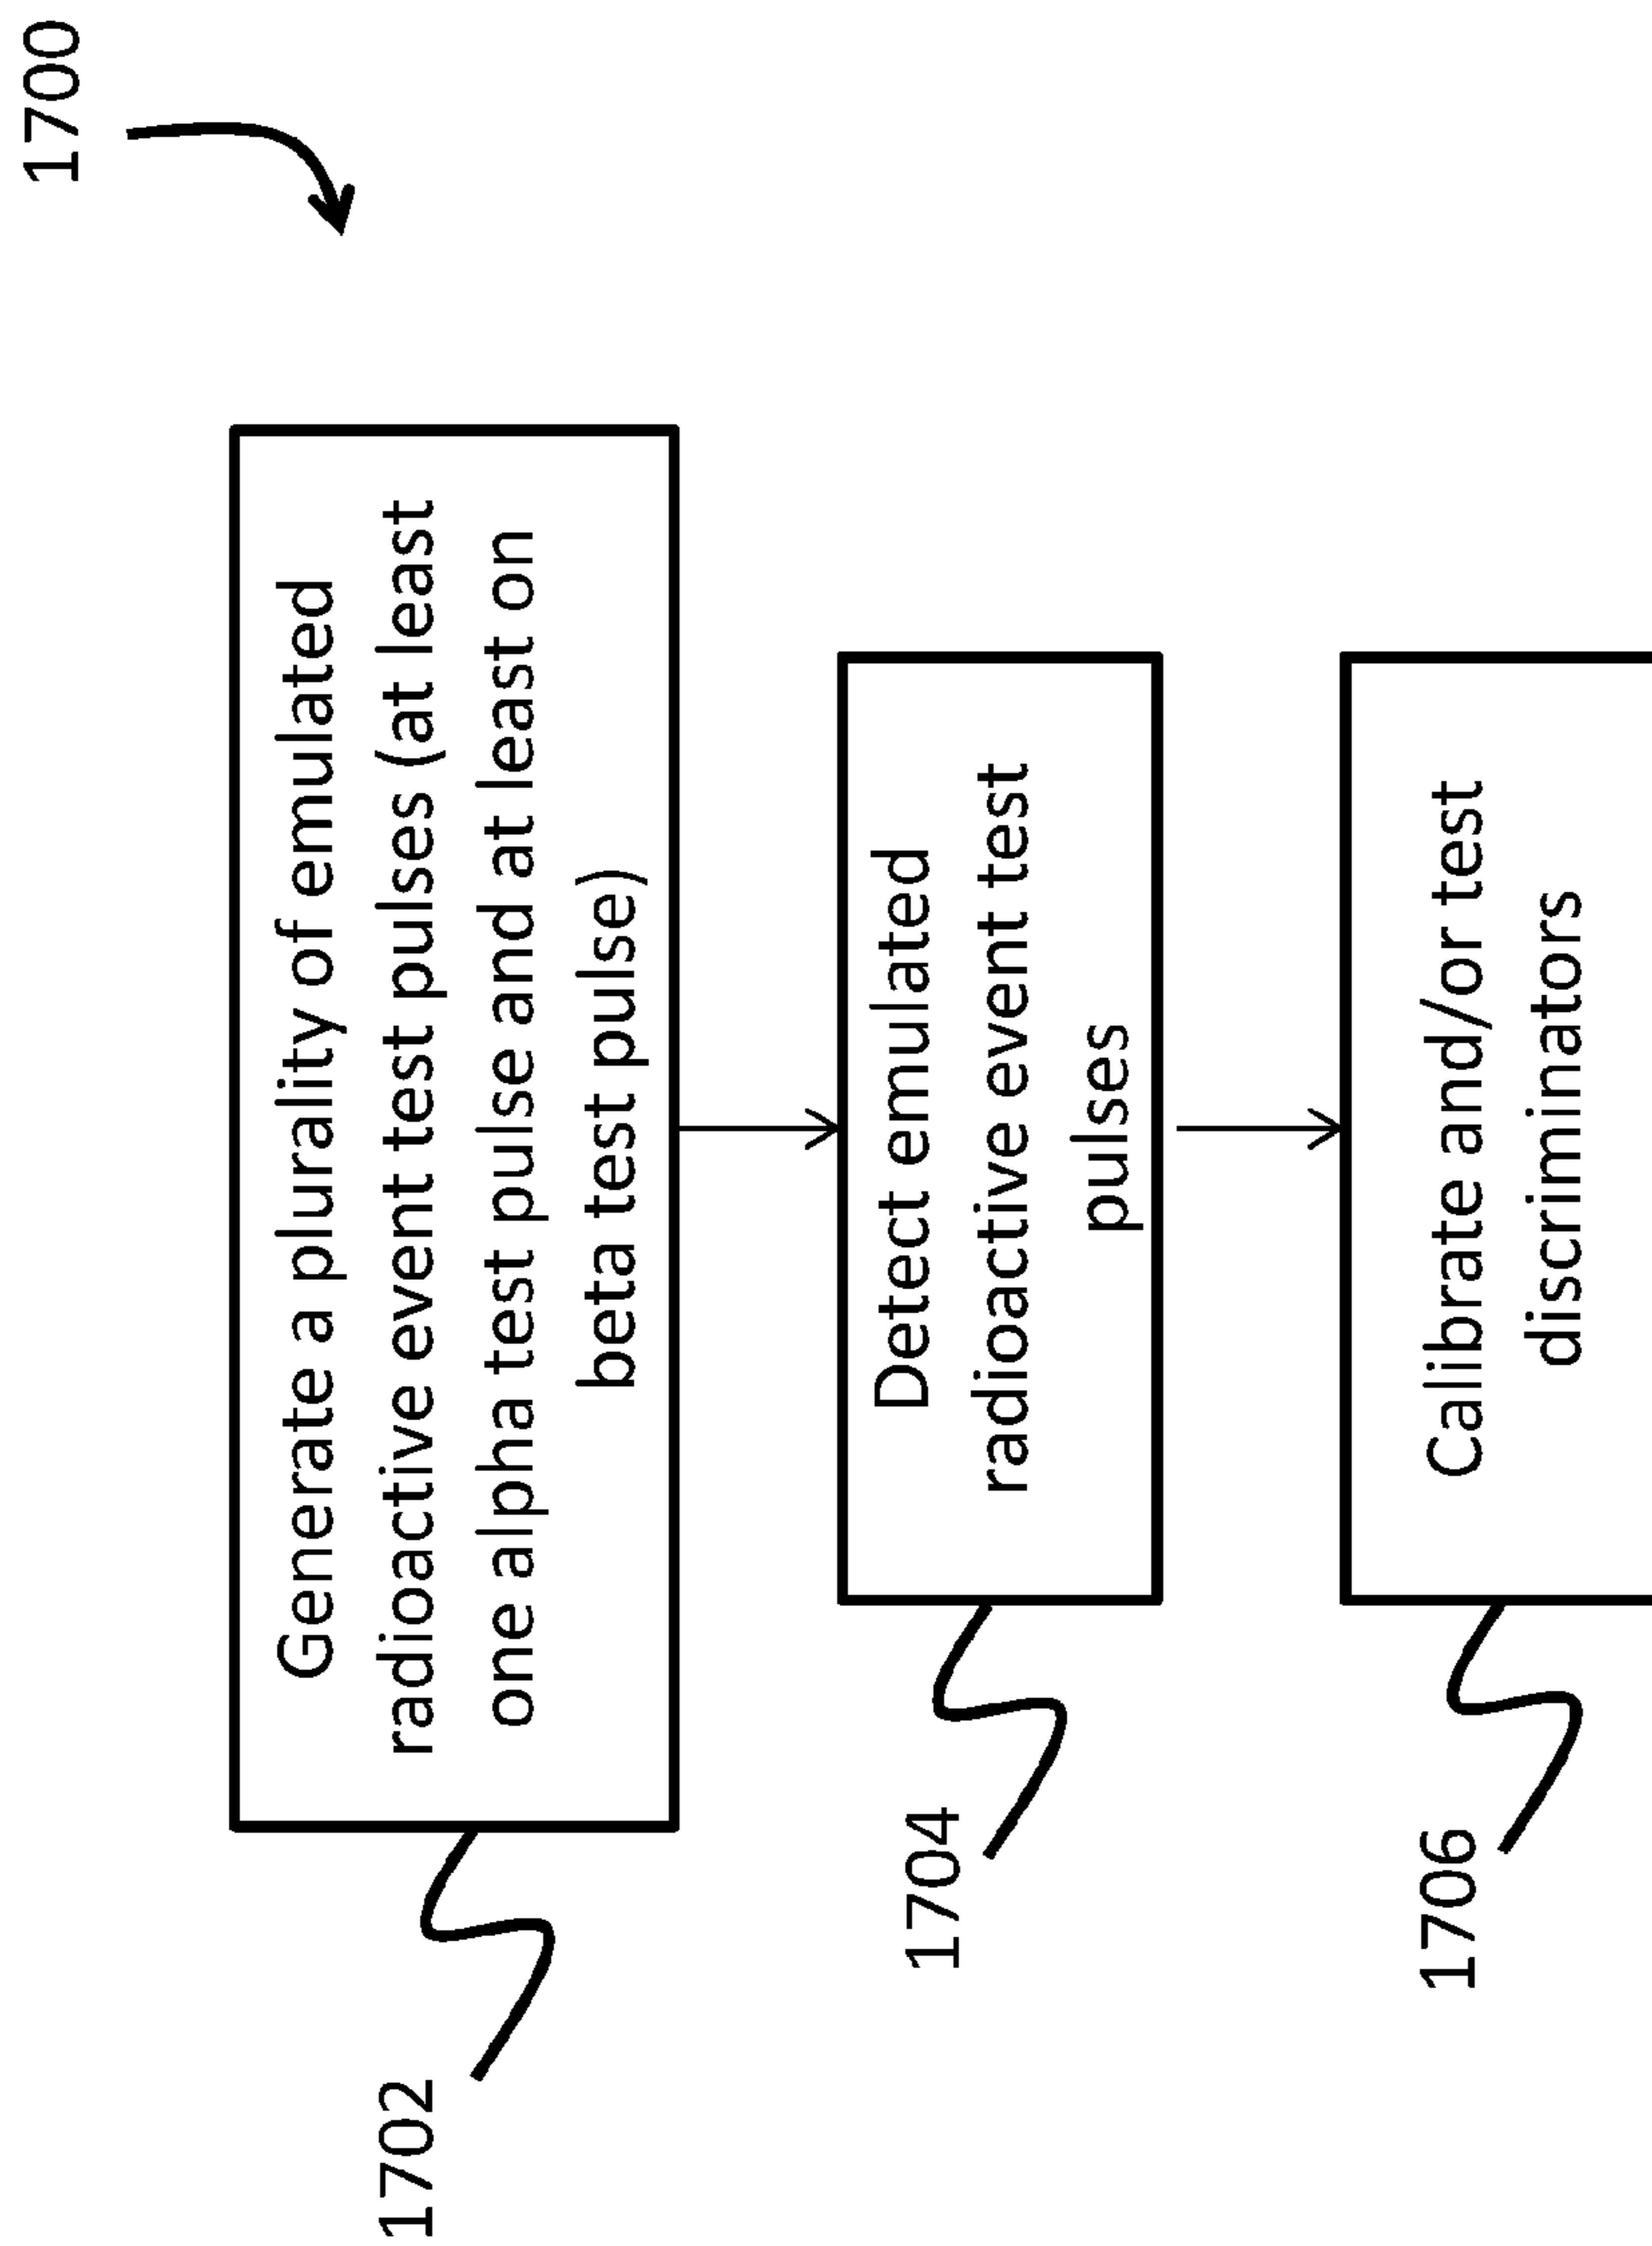 1700
1702
Generate a plurality of emulated
radioactive event test pulses (at least
one alpha test pulse and at least on
beta test pulse)
1704
Detect emulated
radioactive event test
pulses
1706
Calibrate and/or test
discriminators